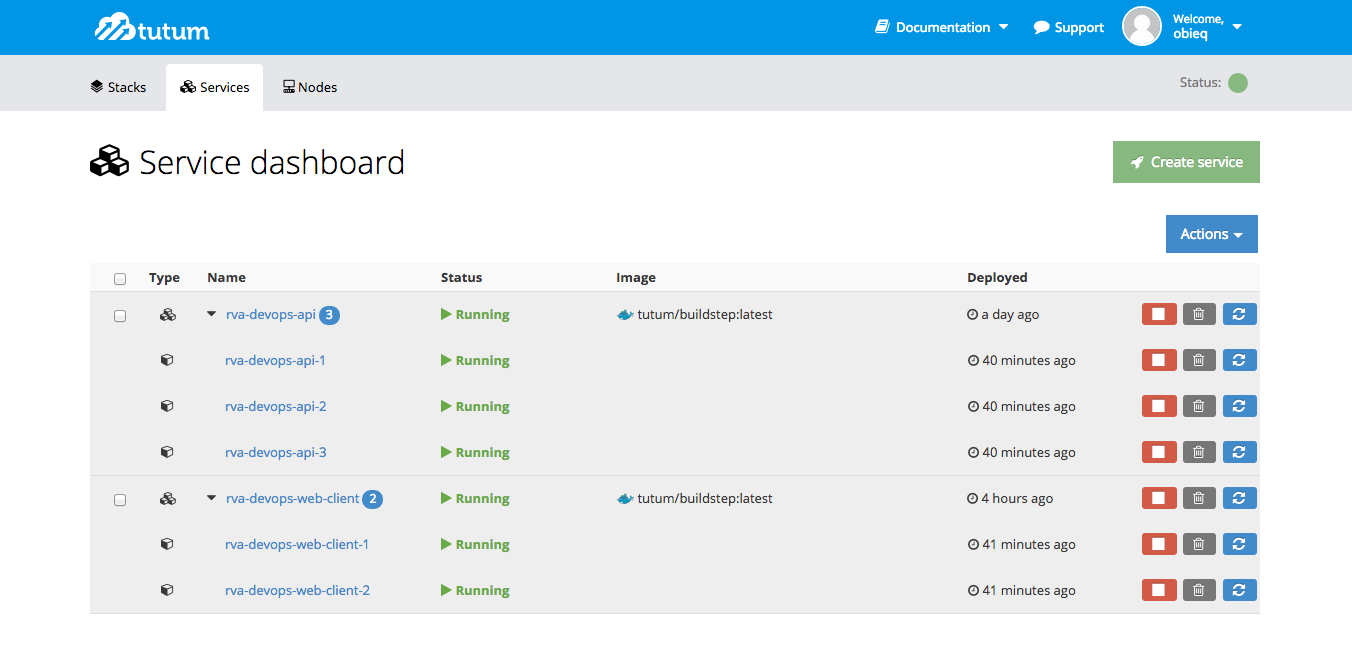 tutum
Documentation
Support
Welcome,
obieq
Stacks
Services
Nodes
Status:
Service dashboard
Create service
Actions
Type Name Status Image Deployed
rva-devops-api 3 Running tutum/buildstep:latest a day ago
rva-devops-api-1 Running 40 minutes ago
rva-devops-api-2 Running 40 minutes ago
rva-devops-api-3 Running 40 minutes ago
rva-devops-web-client 2 Running tutum/buildstep:latest 4 hours ago
rva-devops-web-client-1 Running 41 minutes ago
rva-devops-web-client-2 Running 41 minutes ago